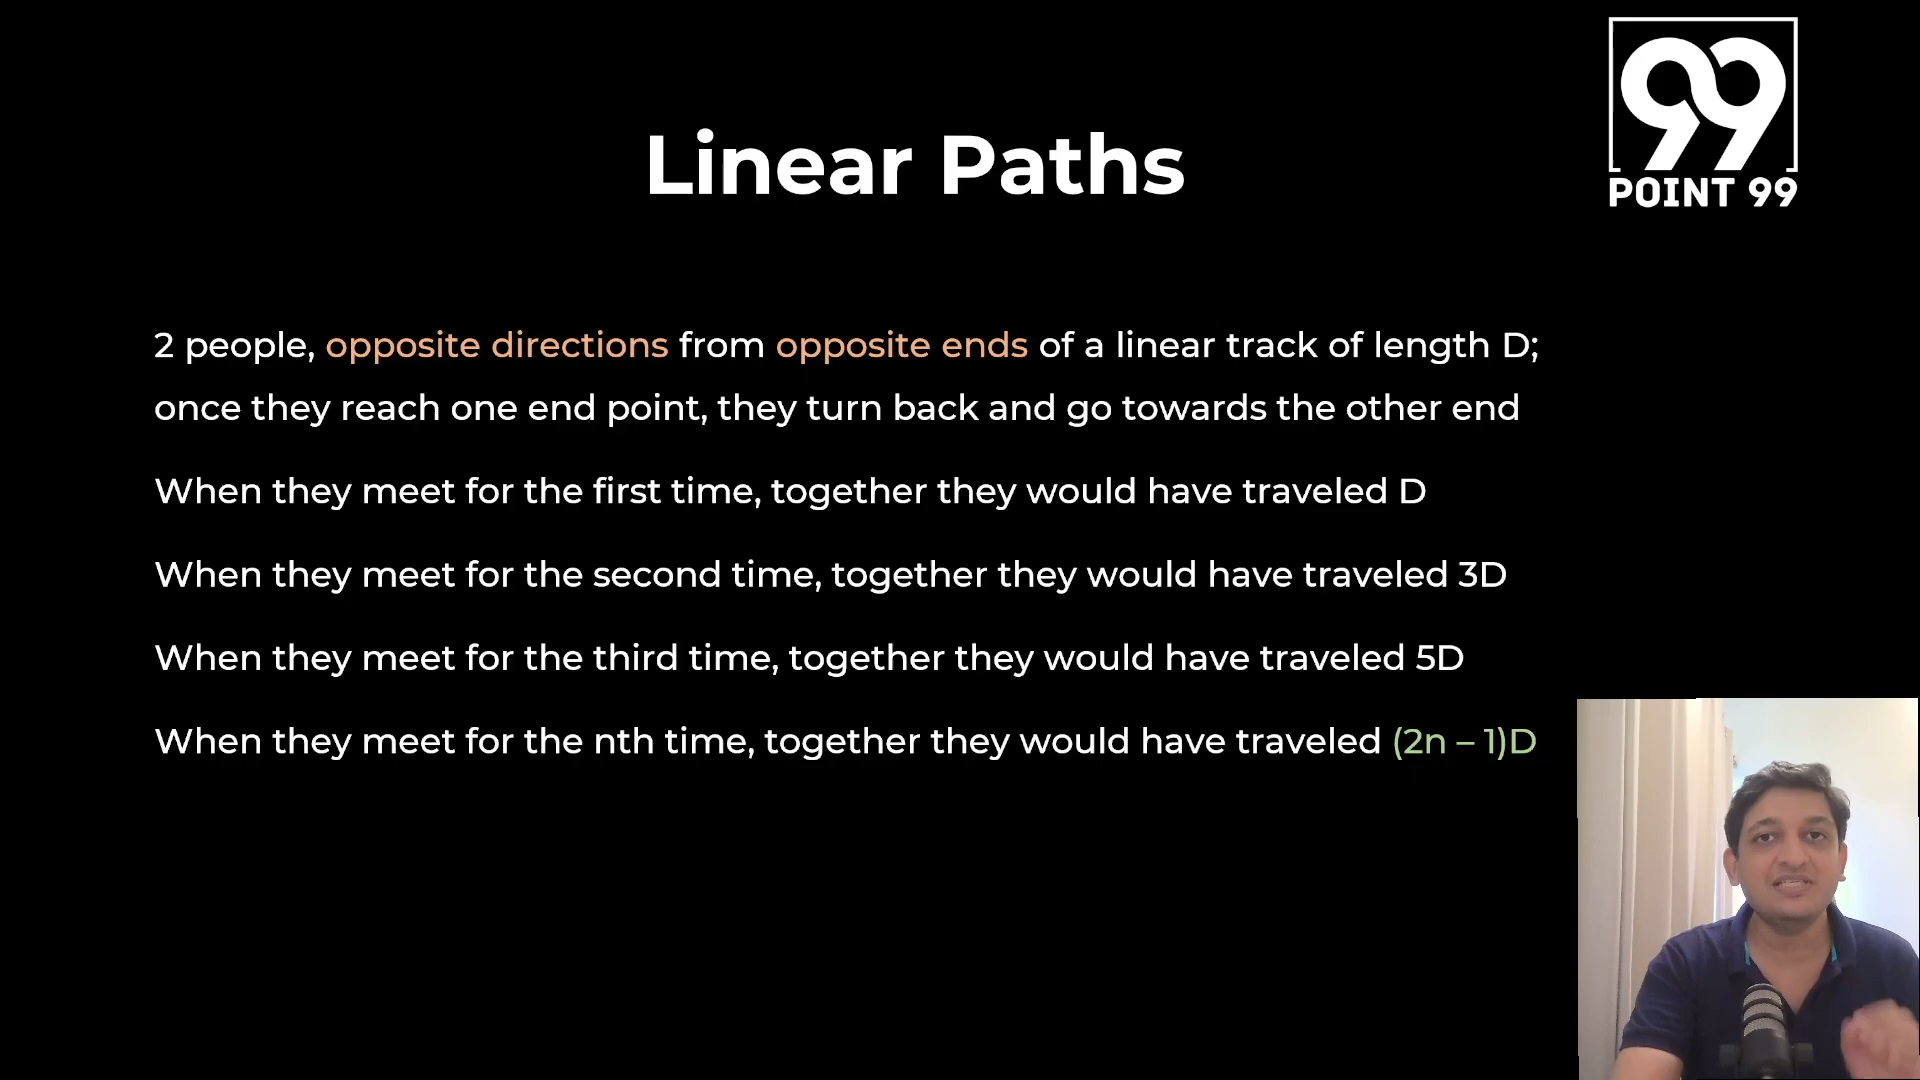 99
POINT 99
Linear Paths
2 people, opposite directions from opposite ends of a linear track of length D;
once they reach one end point, they turn back and go towards the other end
When they meet for the first time, together they would have traveled D
When they meet for the second time, together they would have traveled 3D
When they meet for the third time, together they would have traveled 5D
When they meet for the nth time, together they would have traveled (2n – 1)D